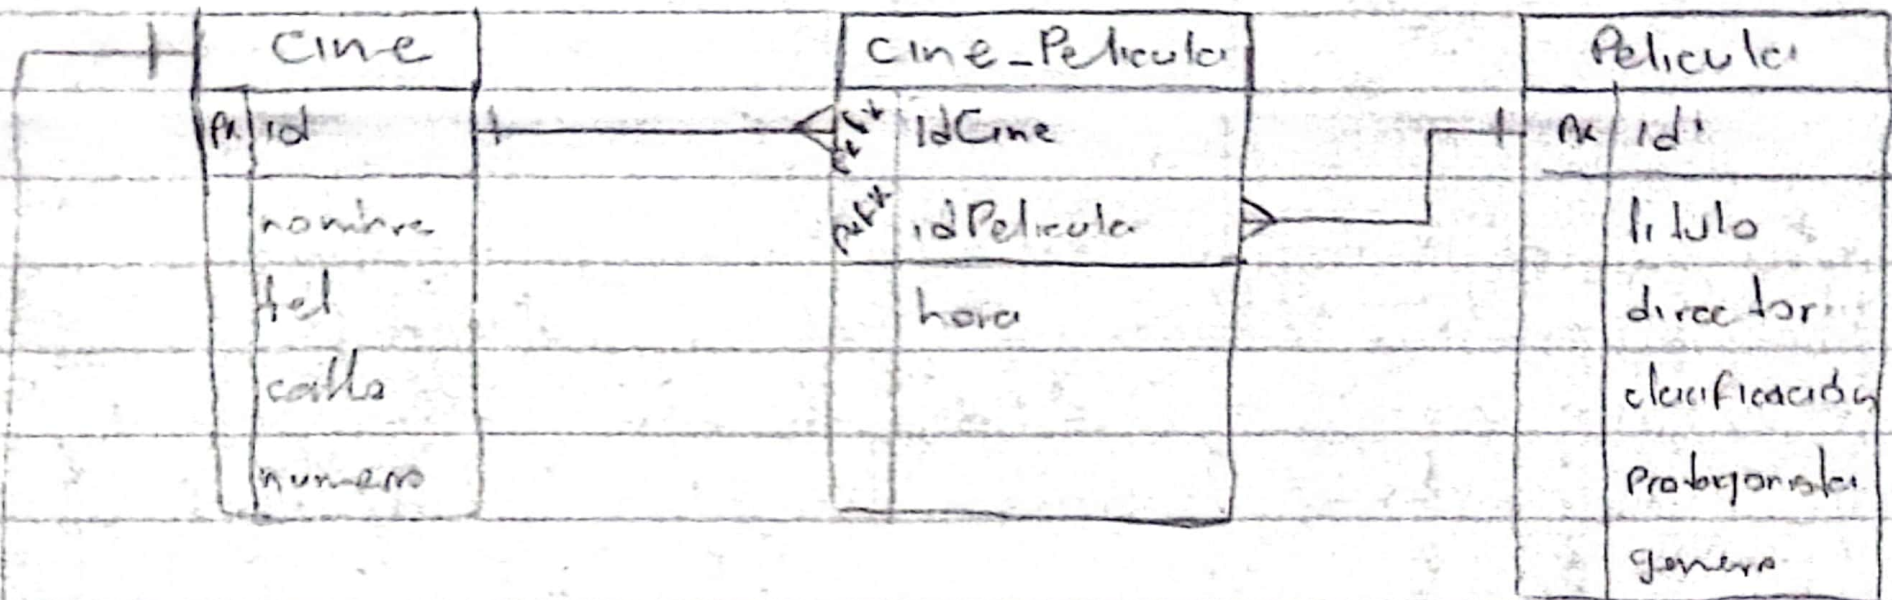 Cine
PK id
nombre
tel
calle
numero
Cine_Pelicula
PK FK idCine
PK FK idPelicula
hora
Pelicula
PK id
titulo
director
clacificación
Protagonista
genero